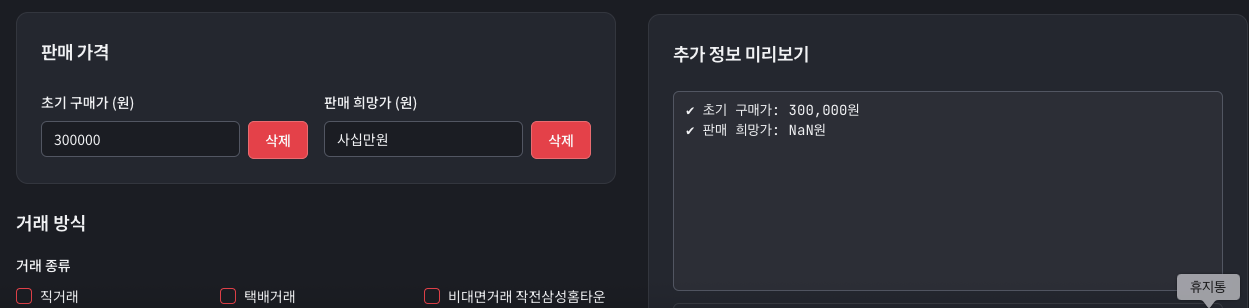 판매 가격
초기 구매가 (원)
판매 희망가 (원)
300000
삭제
사십만원
삭제
거래 방식
거래 종류
직거래
택배거래
비대면거래 작전삼성홈타운
추가 정보 미리보기
✔ 초기 구매가: 300,000원
✔ 판매 희망가: NaN원
휴지통